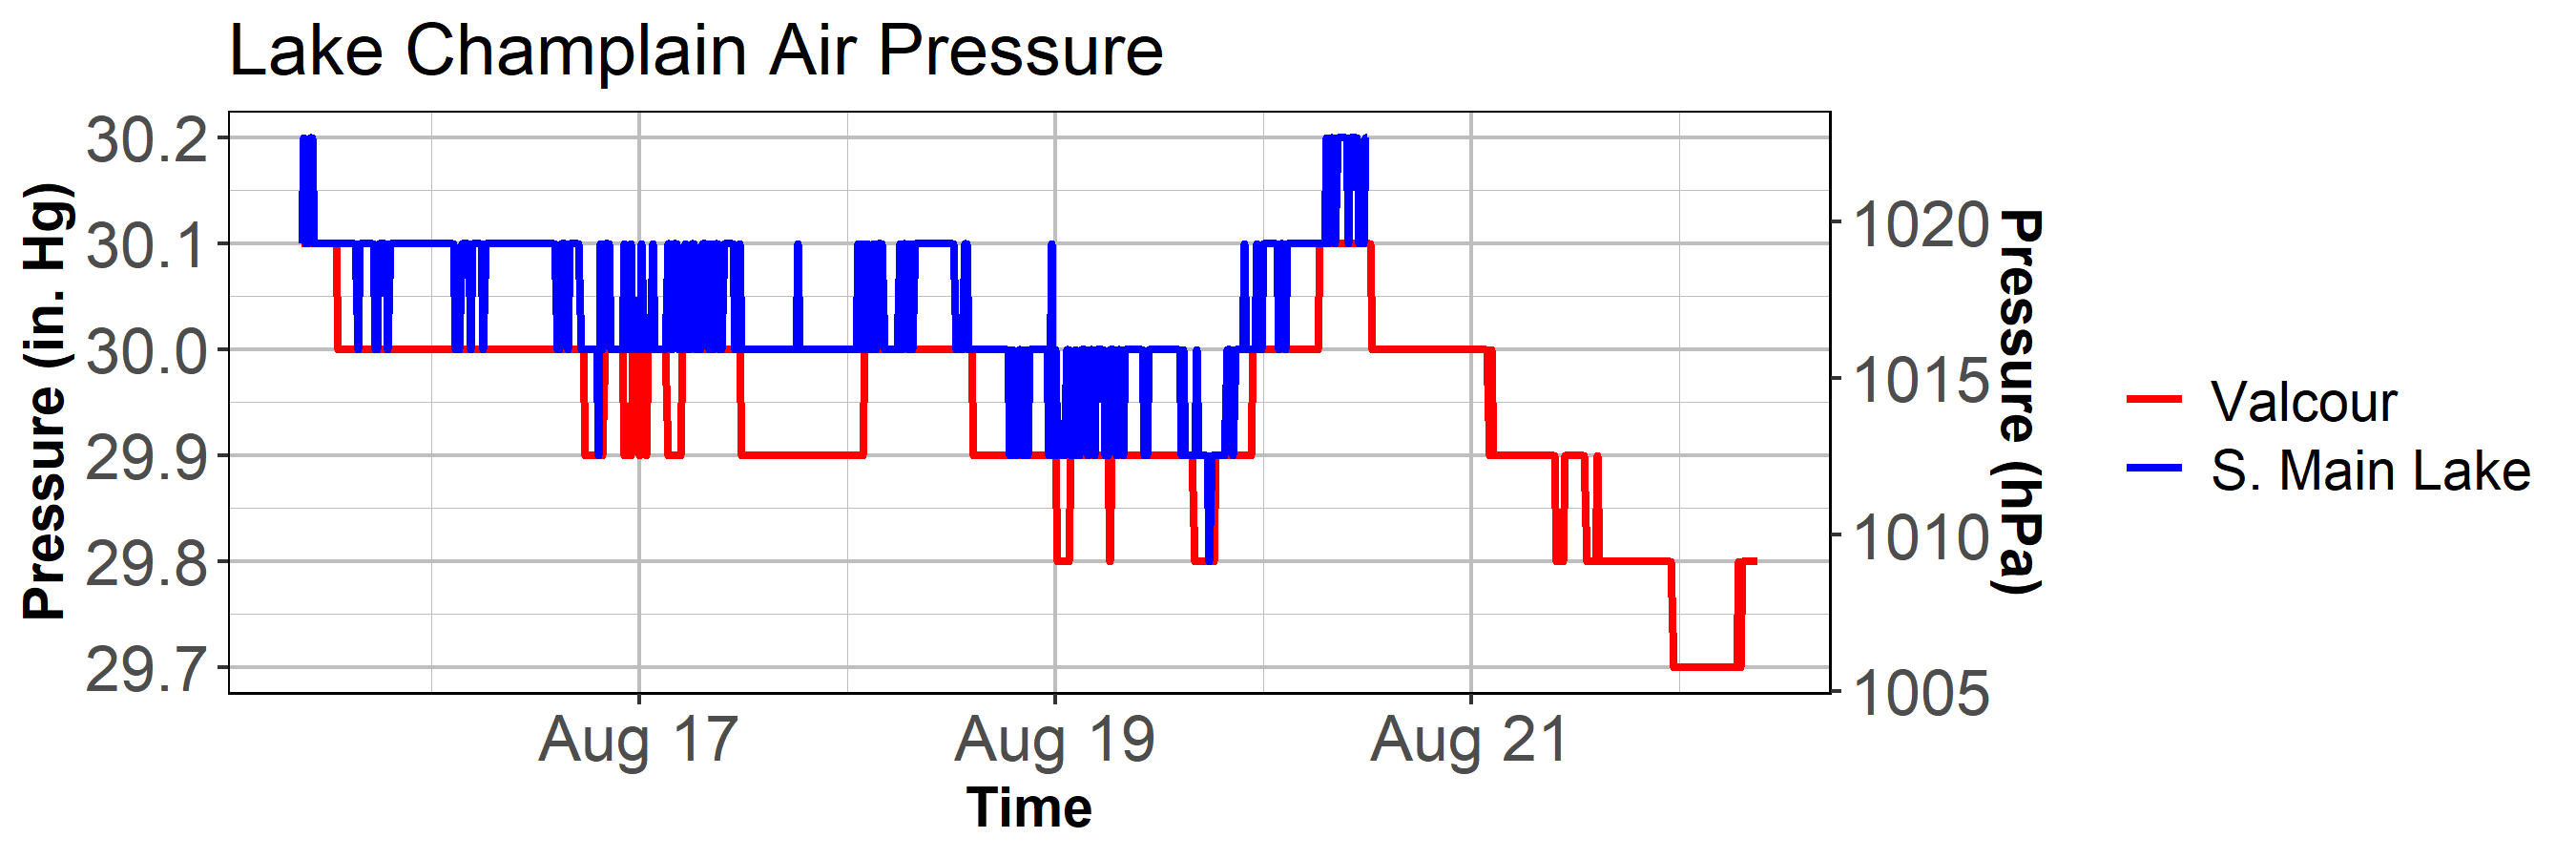 Lake Champlain Air Pressure
Pressure (in. Hg)
30.2
30.1
30.0
29.9
29.8
29.7
1020
1015
1010
1005
Pressure (hPa)
Aug 17
Aug 19
Aug 21
Time
Valcour
S. Main Lake